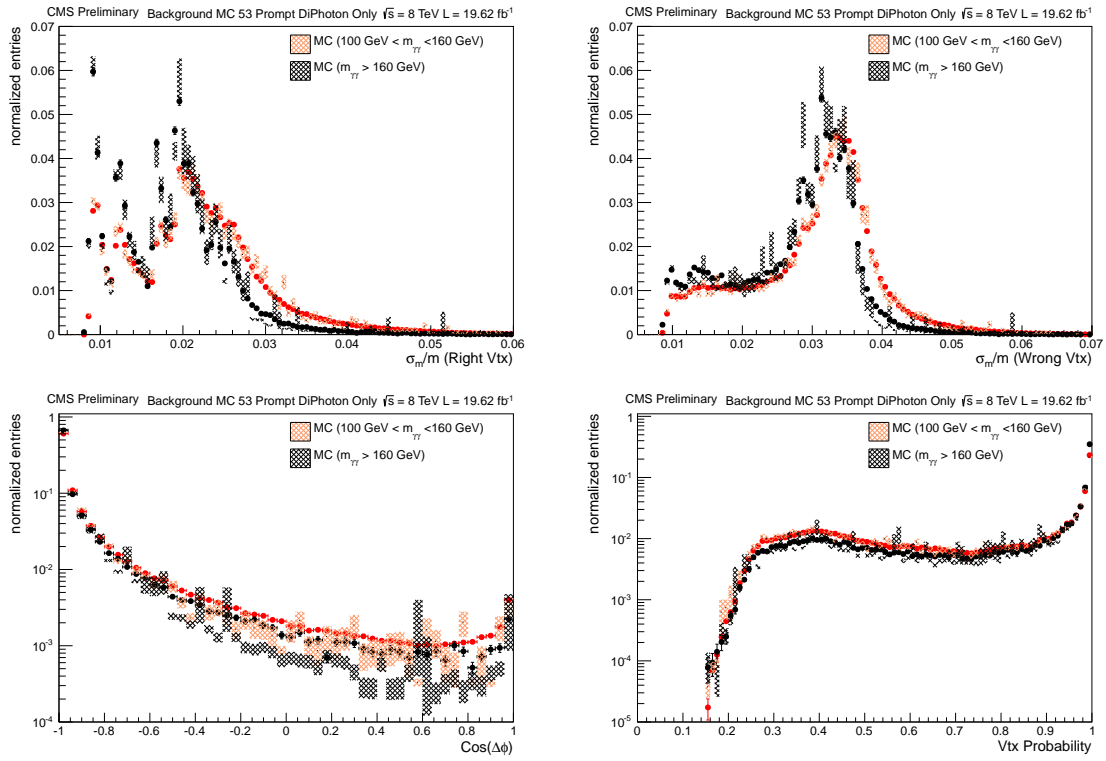 CMS Preliminary Background MC 53 Prompt DiPhoton Only √s = 8 TeV L = 19.62 fb⁻¹
normalized entries
0.07
0.06
0.05
0.04
0.03
0.02
0.01
0
MC (100 GeV < mγγ <160 GeV)
MC (mγγ > 160 GeV)
0.01 0.02 0.03 0.04 0.05 0.06
σm/m (Right Vtx)
CMS Preliminary Background MC 53 Prompt DiPhoton Only √s = 8 TeV L = 19.62 fb⁻¹
normalized entries
0.07
0.06
0.05
0.04
0.03
0.02
0.01
0
MC (100 GeV < mγγ <160 GeV)
MC (mγγ > 160 GeV)
0.01 0.02 0.03 0.04 0.05 0.06 0.07
σm/m (Wrong Vtx)
CMS Preliminary Background MC 53 Prompt DiPhoton Only √s = 8 TeV L = 19.62 fb⁻¹
normalized entries
1
10⁻¹
10⁻²
10⁻³
10⁻⁴
MC (100 GeV < mγγ <160 GeV)
MC (mγγ > 160 GeV)
-1 -0.8 -0.6 -0.4 -0.2 0 0.2 0.4 0.6 0.8 1
Cos(Δϕ)
CMS Preliminary Background MC 53 Prompt DiPhoton Only √s = 8 TeV L = 19.62 fb⁻¹
normalized entries
1
10⁻¹
10⁻²
10⁻³
10⁻⁴
10⁻⁵
MC (100 GeV < mγγ <160 GeV)
MC (mγγ > 160 GeV)
0 0.1 0.2 0.3 0.4 0.5 0.6 0.7 0.8 0.9 1
Vtx Probability